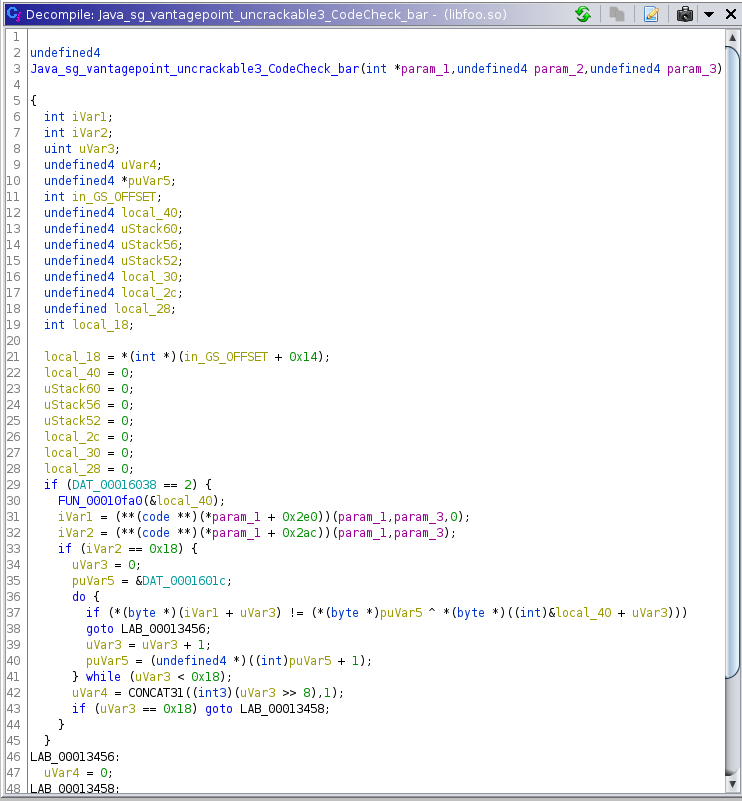 Decompile: Java_sg_vantagepoint_uncrackable3_CodeCheck_bar - (libfoo.so)
1
2 undefined4
3 Java_sg_vantagepoint_uncrackable3_CodeCheck_bar(int *param_1,undefined4 param_2,undefined4 param_3)
4
5 {
6 int iVar1;
7 int iVar2;
8 uint uVar3;
9 undefined4 uVar4;
10 undefined4 *puVar5;
11 int in_GS_OFFSET;
12 undefined4 local_40;
13 undefined4 uStack60;
14 undefined4 uStack56;
15 undefined4 uStack52;
16 undefined4 local_30;
17 undefined4 local_2c;
18 undefined local_28;
19 int local_18;
20
21 local_18 = *(int *)(in_GS_OFFSET + 0x14);
22 local_40 = 0;
23 uStack60 = 0;
24 uStack56 = 0;
25 uStack52 = 0;
26 local_2c = 0;
27 local_30 = 0;
28 local_28 = 0;
29 if (DAT_00016038 == 2) {
30 FUN_00010fa0(&local_40);
31 iVar1 = (**(code **)(*param_1 + 0x2e0))(param_1,param_3,0);
32 iVar2 = (**(code **)(*param_1 + 0x2ac))(param_1,param_3);
33 if (iVar2 == 0x18) {
34 uVar3 = 0;
35 puVar5 = &DAT_0001601c;
36 do {
37 if (*(byte *)(iVar1 + uVar3) != (*(byte *)puVar5 ^ *(byte *)((int)&local_40 + uVar3)))
38 goto LAB_00013456;
39 uVar3 = uVar3 + 1;
40 puVar5 = (undefined4 *)((int)puVar5 + 1);
41 } while (uVar3 < 0x18);
42 uVar4 = CONCAT31((int3)(uVar3 >> 8),1);
43 if (uVar3 == 0x18) goto LAB_00013458;
44 }
45 }
46 LAB_00013456:
47 uVar4 = 0;
48 LAB_00013458: